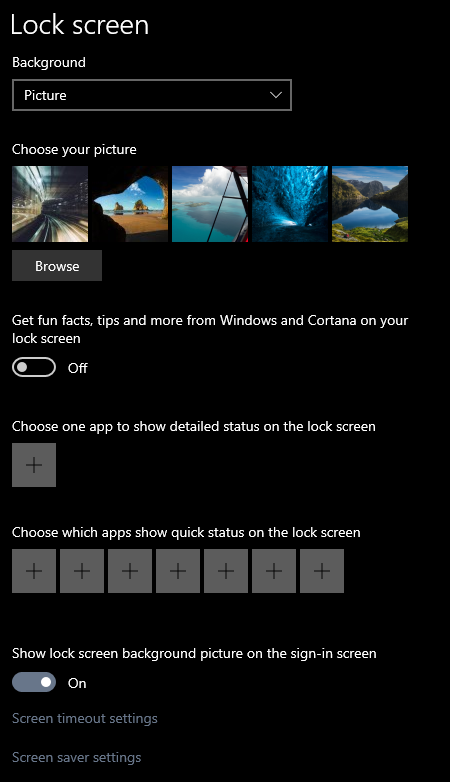 Lock screen
Background
Picture
Choose your picture
Browse
Get fun facts, tips and more from Windows and Cortana on your
lock screen
Off
Choose one app to show detailed status on the lock screen
Choose which apps show quick status on the lock screen
Show lock screen background picture on the sign-in screen
On
Screen timeout settings
Screen saver settings